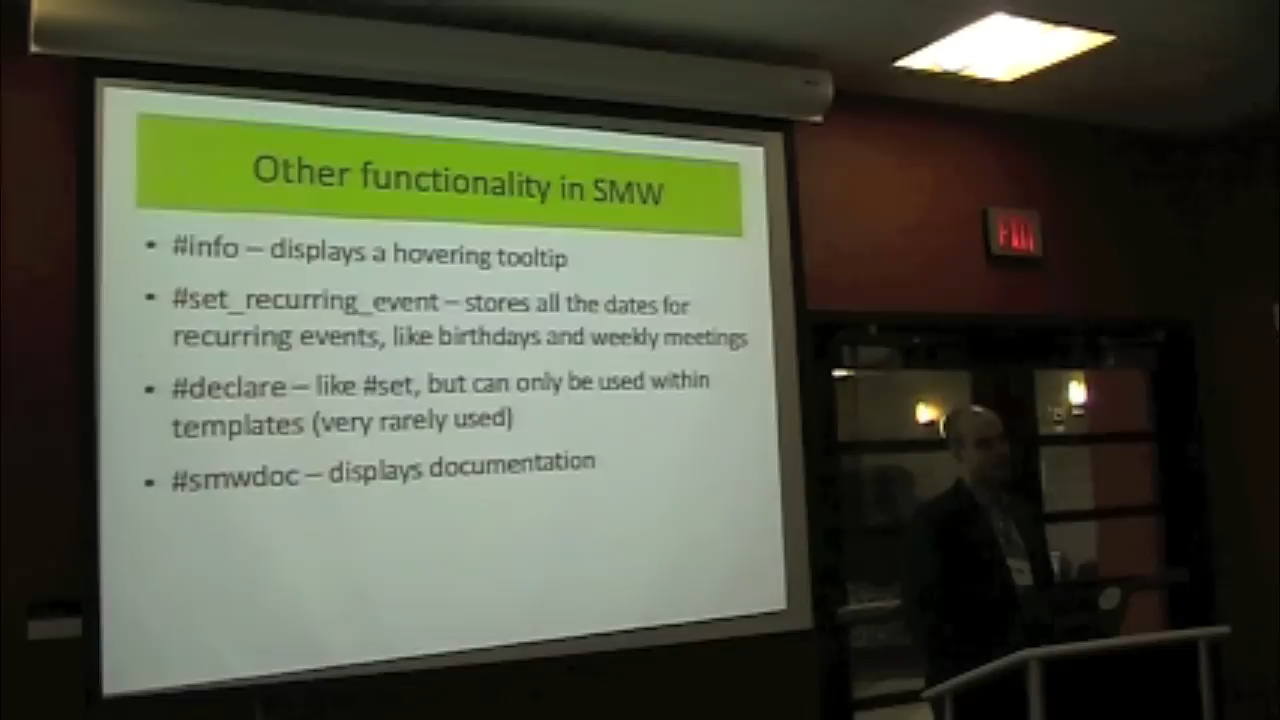 Other functionality in SMW
• #info – displays a hovering tooltip
• #set_recurring_event – stores all the dates for
recurring events, like birthdays and weekly meetings
• #declare – like #set, but can only be used within
templates (very rarely used)
• #smwdoc – displays documentation
EXIT